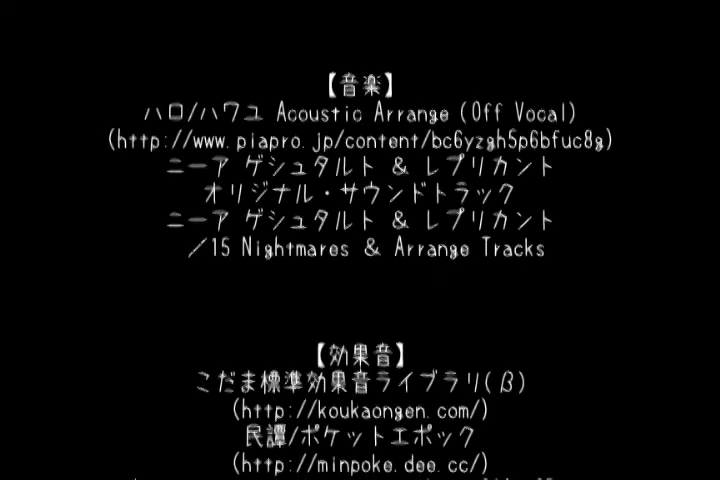 【音楽】
ハロ/ハワユ Acoustic Arrange (Off Vocal)
(http://www.piapro.jp/content/bc6yzgh5p6bfuc8g)
ニーア ゲシュタルト & レプリカント
オリジナル・サウンドトラック
ニーア ゲシュタルト & レプリカント
/15 Nightmares & Arrange Tracks
【効果音】
こだま標準効果音ライブラリ(β)
(http://koukaongen.com/)
民譚/ポケットエポック
(http://minpoke.dee.cc/)